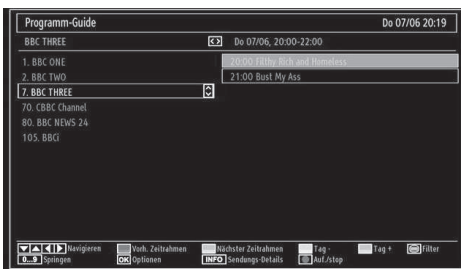 Programm-Guide Do 07/06 20:19
BBC THREE Do 07/06, 20:00-22:00
1. BBC ONE 20:00 Filthy Rich and Homeless
2. BBC TWO 21:00 Bust My Ass
7. BBC THREE
70. CBBC Channel
80. BBC NEWS 24
105. BBCi
Navigieren Vorh. Zeitrahmen Nächster Zeitrahmen Tag - Tag + Filter
0...9 Springen OK Optionen INFO Sendungs-Details Auf./stop